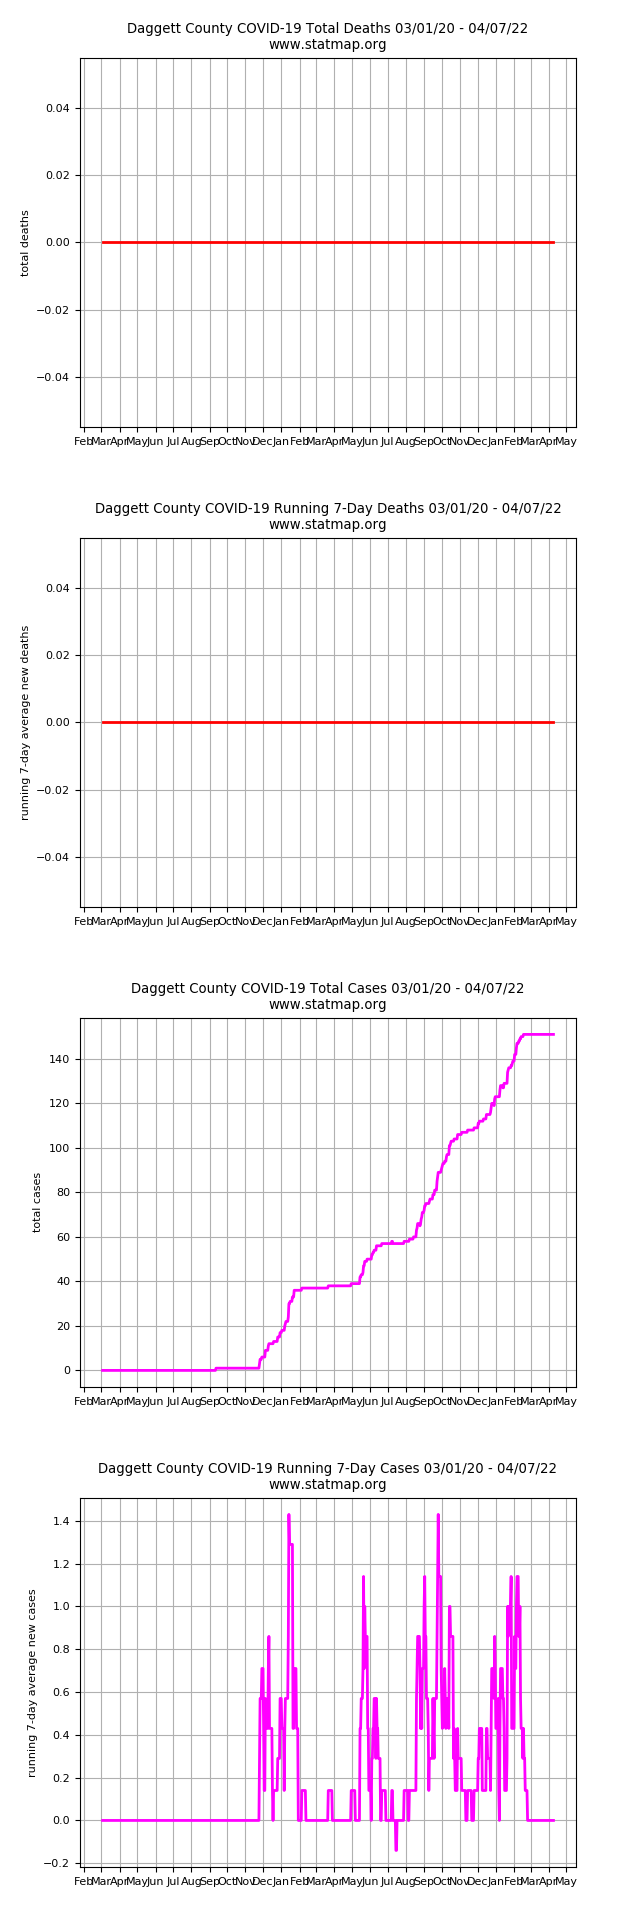 Daggett County COVID-19 Total Deaths 03/01/20 - 04/07/22
www.statmap.org
0.04
0.02
0.00
−0.02
−0.04
total deaths
Feb Mar Apr May Jun Jul Aug Sep Oct Nov Dec Jan Feb Mar Apr May Jun Jul Aug Sep Oct Nov Dec Jan Feb Mar Apr May
Daggett County COVID-19 Running 7-Day Deaths 03/01/20 - 04/07/22
www.statmap.org
0.04
0.02
0.00
−0.02
−0.04
running 7-day average new deaths
Feb Mar Apr May Jun Jul Aug Sep Oct Nov Dec Jan Feb Mar Apr May Jun Jul Aug Sep Oct Nov Dec Jan Feb Mar Apr May
Daggett County COVID-19 Total Cases 03/01/20 - 04/07/22
www.statmap.org
140
120
100
80
60
40
20
0
total cases
Feb Mar Apr May Jun Jul Aug Sep Oct Nov Dec Jan Feb Mar Apr May Jun Jul Aug Sep Oct Nov Dec Jan Feb Mar Apr May
Daggett County COVID-19 Running 7-Day Cases 03/01/20 - 04/07/22
www.statmap.org
1.4
1.2
1.0
0.8
0.6
0.4
0.2
0.0
−0.2
running 7-day average new cases
Feb Mar Apr May Jun Jul Aug Sep Oct Nov Dec Jan Feb Mar Apr May Jun Jul Aug Sep Oct Nov Dec Jan Feb Mar Apr May